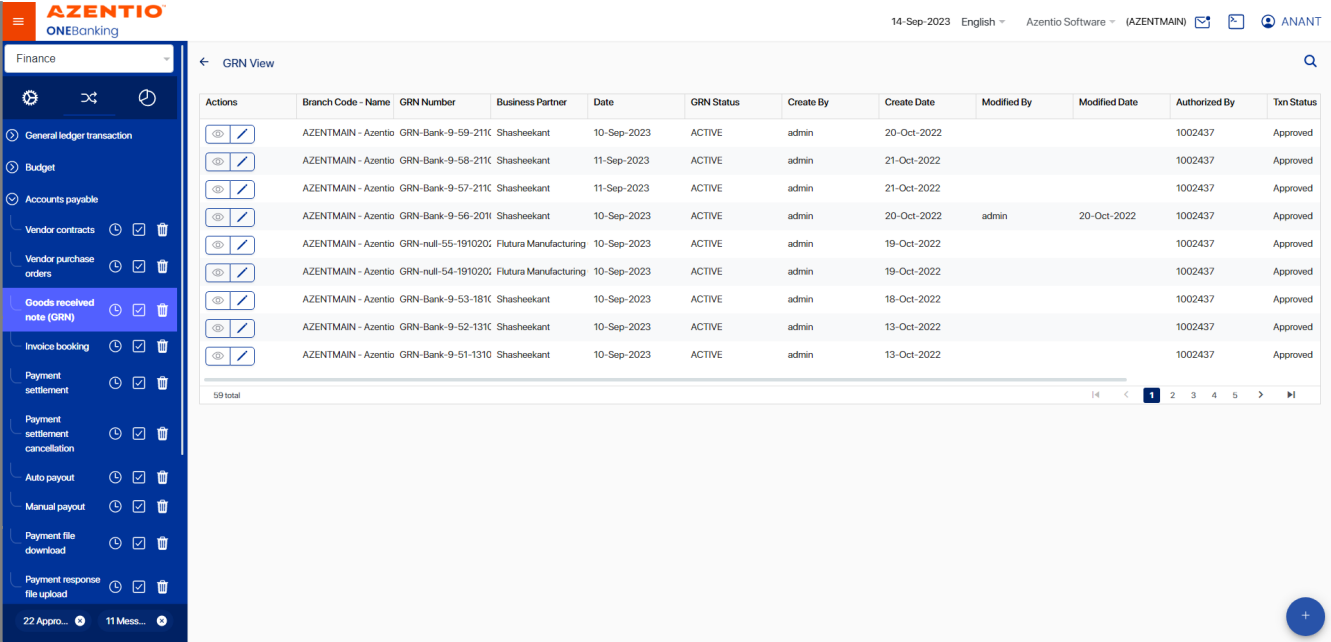 AZENTIO
ONEBanking
14-Sep-2023 English Azentio Software (AZENTMAIN) ANANT
Finance
General ledger transaction
Budget
Accounts payable
Vendor contracts
Vendor purchase
orders
Goods received
note (GRN)
Invoice booking
Payment
settlement
Payment
settlement
cancellation
Auto payout
Manual payout
Payment file
download
Payment response
file upload
22 Appro... 11 Mess...
GRN View
Actions Branch Code - Name GRN Number Business Partner Date GRN Status Create By Create Date Modified By Modified Date Authorized By Txn Status
AZENTMAIN - Azentio GRN-Bank-9-59-2110 Shasheekant 10-Sep-2023 ACTIVE admin 20-Oct-2022 1002437 Approved
AZENTMAIN - Azentio GRN-Bank-9-58-2110 Shasheekant 11-Sep-2023 ACTIVE admin 21-Oct-2022 1002437 Approved
AZENTMAIN - Azentio GRN-Bank-9-57-2110 Shasheekant 11-Sep-2023 ACTIVE admin 21-Oct-2022 1002437 Approved
AZENTMAIN - Azentio GRN-Bank-9-56-2010 Shasheekant 10-Sep-2023 ACTIVE admin 20-Oct-2022 admin 20-Oct-2022 1002437 Approved
AZENTMAIN - Azentio GRN-null-55-1910202 Flutura Manufacturing 10-Sep-2023 ACTIVE admin 19-Oct-2022 1002437 Approved
AZENTMAIN - Azentio GRN-null-54-1910202 Flutura Manufacturing 10-Sep-2023 ACTIVE admin 19-Oct-2022 1002437 Approved
AZENTMAIN - Azentio GRN-Bank-9-53-1810 Shasheekant 10-Sep-2023 ACTIVE admin 18-Oct-2022 1002437 Approved
AZENTMAIN - Azentio GRN-Bank-9-52-1310 Shasheekant 10-Sep-2023 ACTIVE admin 13-Oct-2022 1002437 Approved
AZENTMAIN - Azentio GRN-Bank-9-51-1310 Shasheekant 10-Sep-2023 ACTIVE admin 13-Oct-2022 1002437 Approved
59 total 1 2 3 4 5